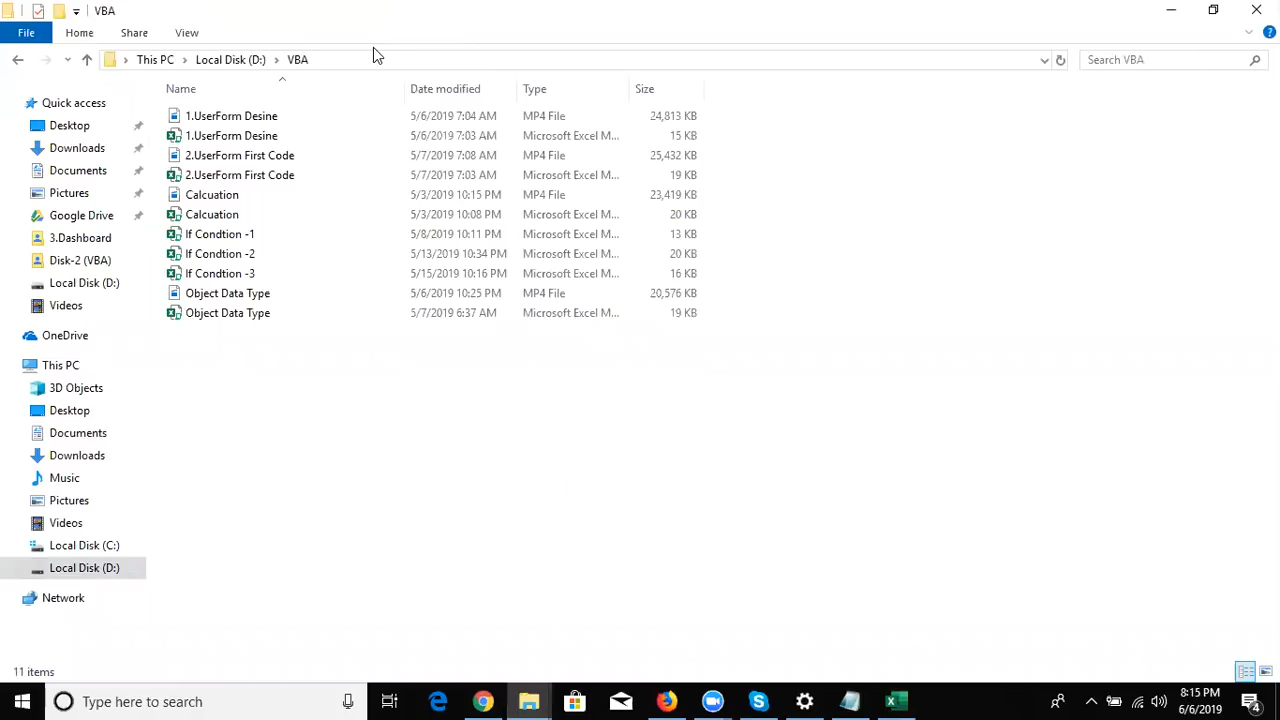 VBA
File Home Share View
This PC Local Disk (D:) VBA Search VBA
Name Date modified Type Size
1.UserForm Desine 5/6/2019 7:04 AM MP4 File 24,813 KB
1.UserForm Desine 5/6/2019 7:03 AM Microsoft Excel M... 15 KB
2.UserForm First Code 5/7/2019 7:08 AM MP4 File 25,432 KB
2.UserForm First Code 5/7/2019 7:03 AM Microsoft Excel M... 19 KB
Calcuation 5/3/2019 10:15 PM MP4 File 23,419 KB
Calcuation 5/3/2019 10:08 PM Microsoft Excel M... 20 KB
If Condtion -1 5/8/2019 10:11 PM Microsoft Excel M... 13 KB
If Condtion -2 5/13/2019 10:34 PM Microsoft Excel M... 20 KB
If Condtion -3 5/15/2019 10:16 PM Microsoft Excel M... 16 KB
Object Data Type 5/6/2019 10:25 PM MP4 File 20,576 KB
Object Data Type 5/7/2019 6:37 AM Microsoft Excel M... 19 KB
Quick access
Desktop
Downloads
Documents
Pictures
Google Drive
3.Dashboard
Disk-2 (VBA)
Local Disk (D:)
Videos
OneDrive
This PC
3D Objects
Desktop
Documents
Downloads
Music
Pictures
Videos
Local Disk (C:)
Local Disk (D:)
Network
11 items
Type here to search
8:15 PM
6/6/2019
4